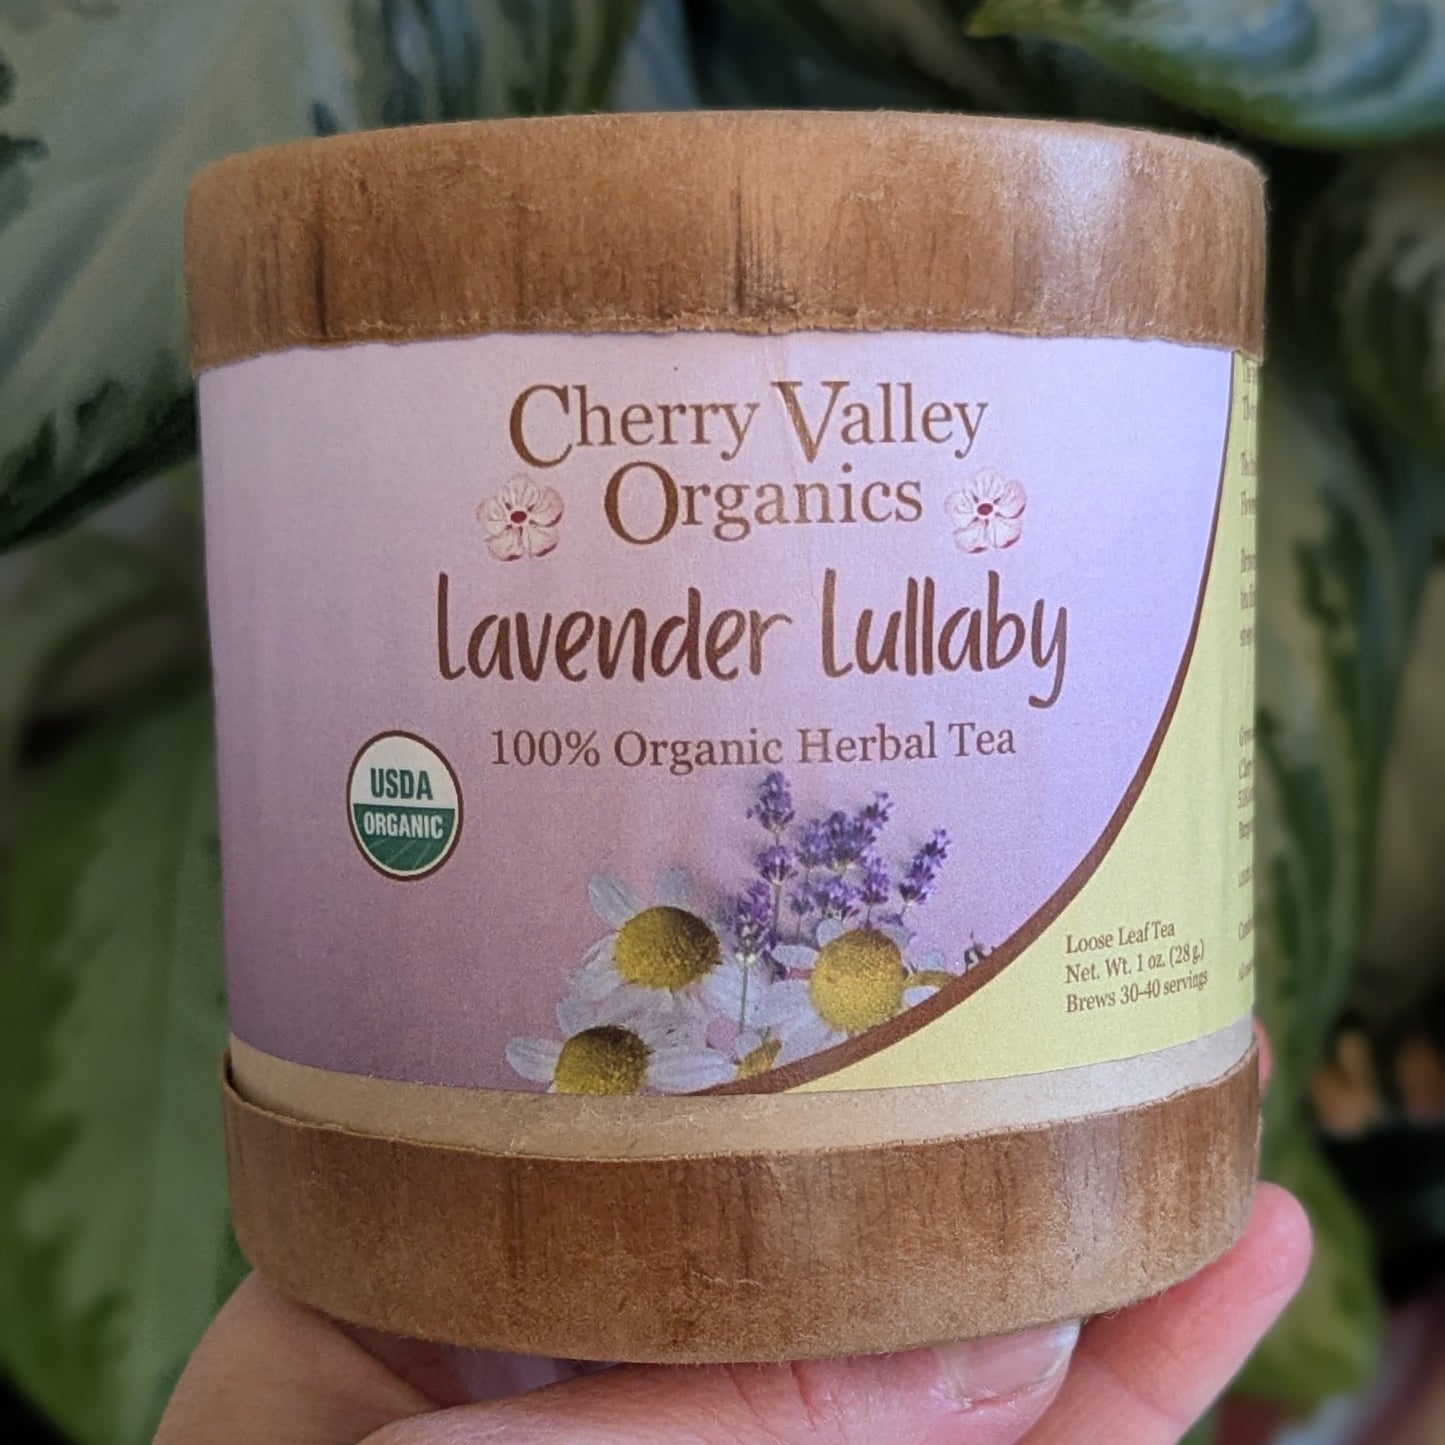 Cherry Valley
Organics
Lavender Lullaby
100% Organic Herbal Tea
USDA
ORGANIC
Loose Leaf Tea
Net. Wt. 1 oz. (28 g.)
Brews 30-40 servings